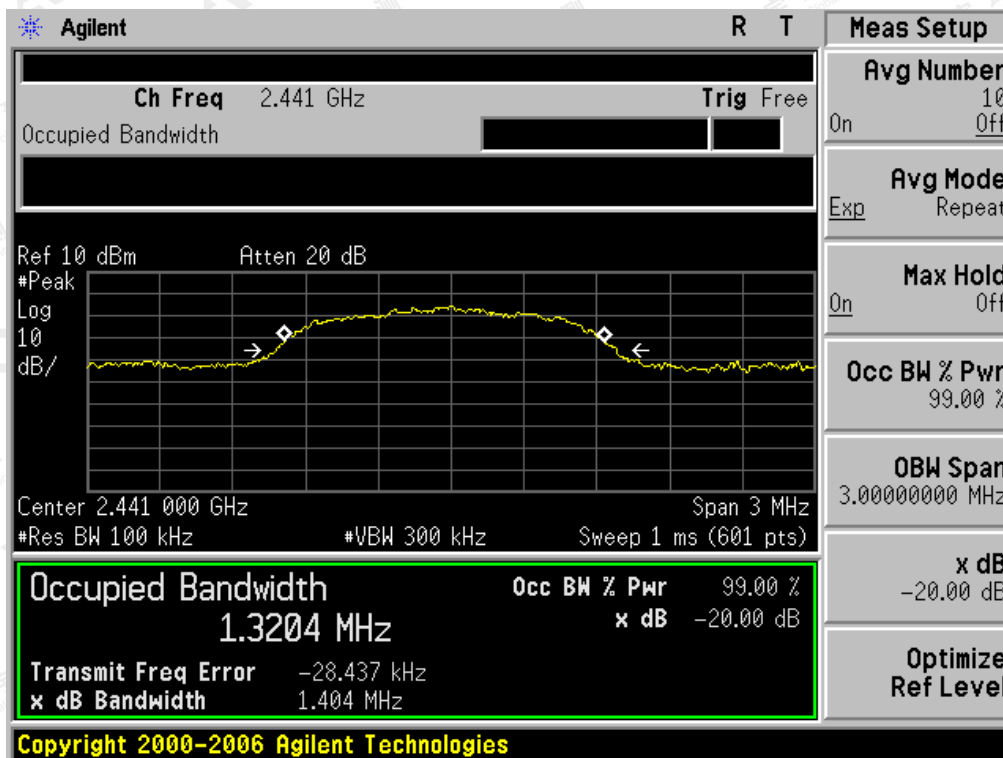 Agilent R T
Ch Freq 2.441 GHz Trig Free
Occupied Bandwidth
Ref 10 dBm Atten 20 dB
#Peak
Log
10
dB/
Center 2.441 000 GHz Span 3 MHz
#Res BW 100 kHz #VBW 300 kHz Sweep 1 ms (601 pts)
Occupied Bandwidth
1.3204 MHz
Occ BW % Pwr 99.00 %
x dB -20.00 dB
Transmit Freq Error -28.437 kHz
x dB Bandwidth 1.404 MHz
Copyright 2000-2006 Agilent Technologies
Meas Setup
Avg Number
10
On Off
Avg Mode
Exp Repeat
Max Hold
On Off
Occ BW % Pwr
99.00 %
OBW Span
3.00000000 MHz
x dB
-20.00 dB
Optimize
Ref Level